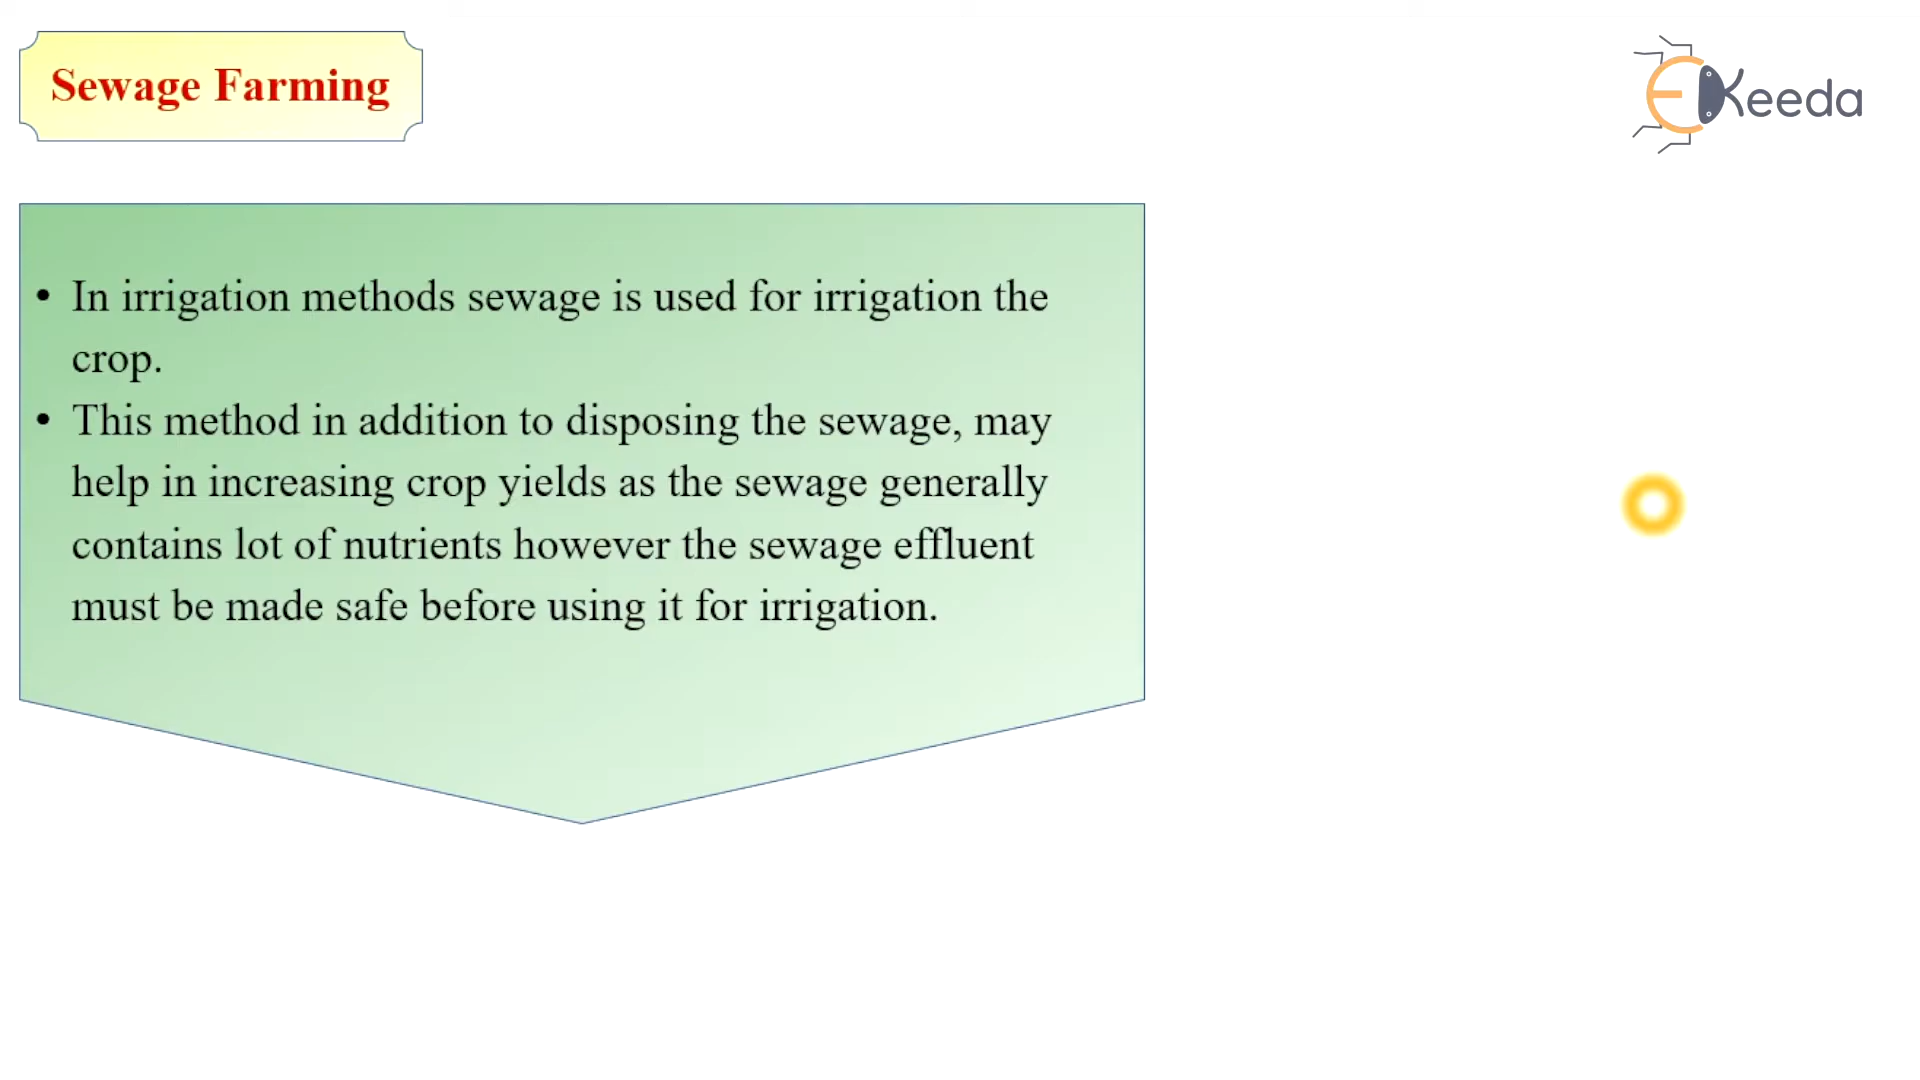 Sewage Farming
EKeeda
• In irrigation methods sewage is used for irrigation the
crop.
• This method in addition to disposing the sewage, may
help in increasing crop yields as the sewage generally
contains lot of nutrients however the sewage effluent
must be made safe before using it for irrigation.